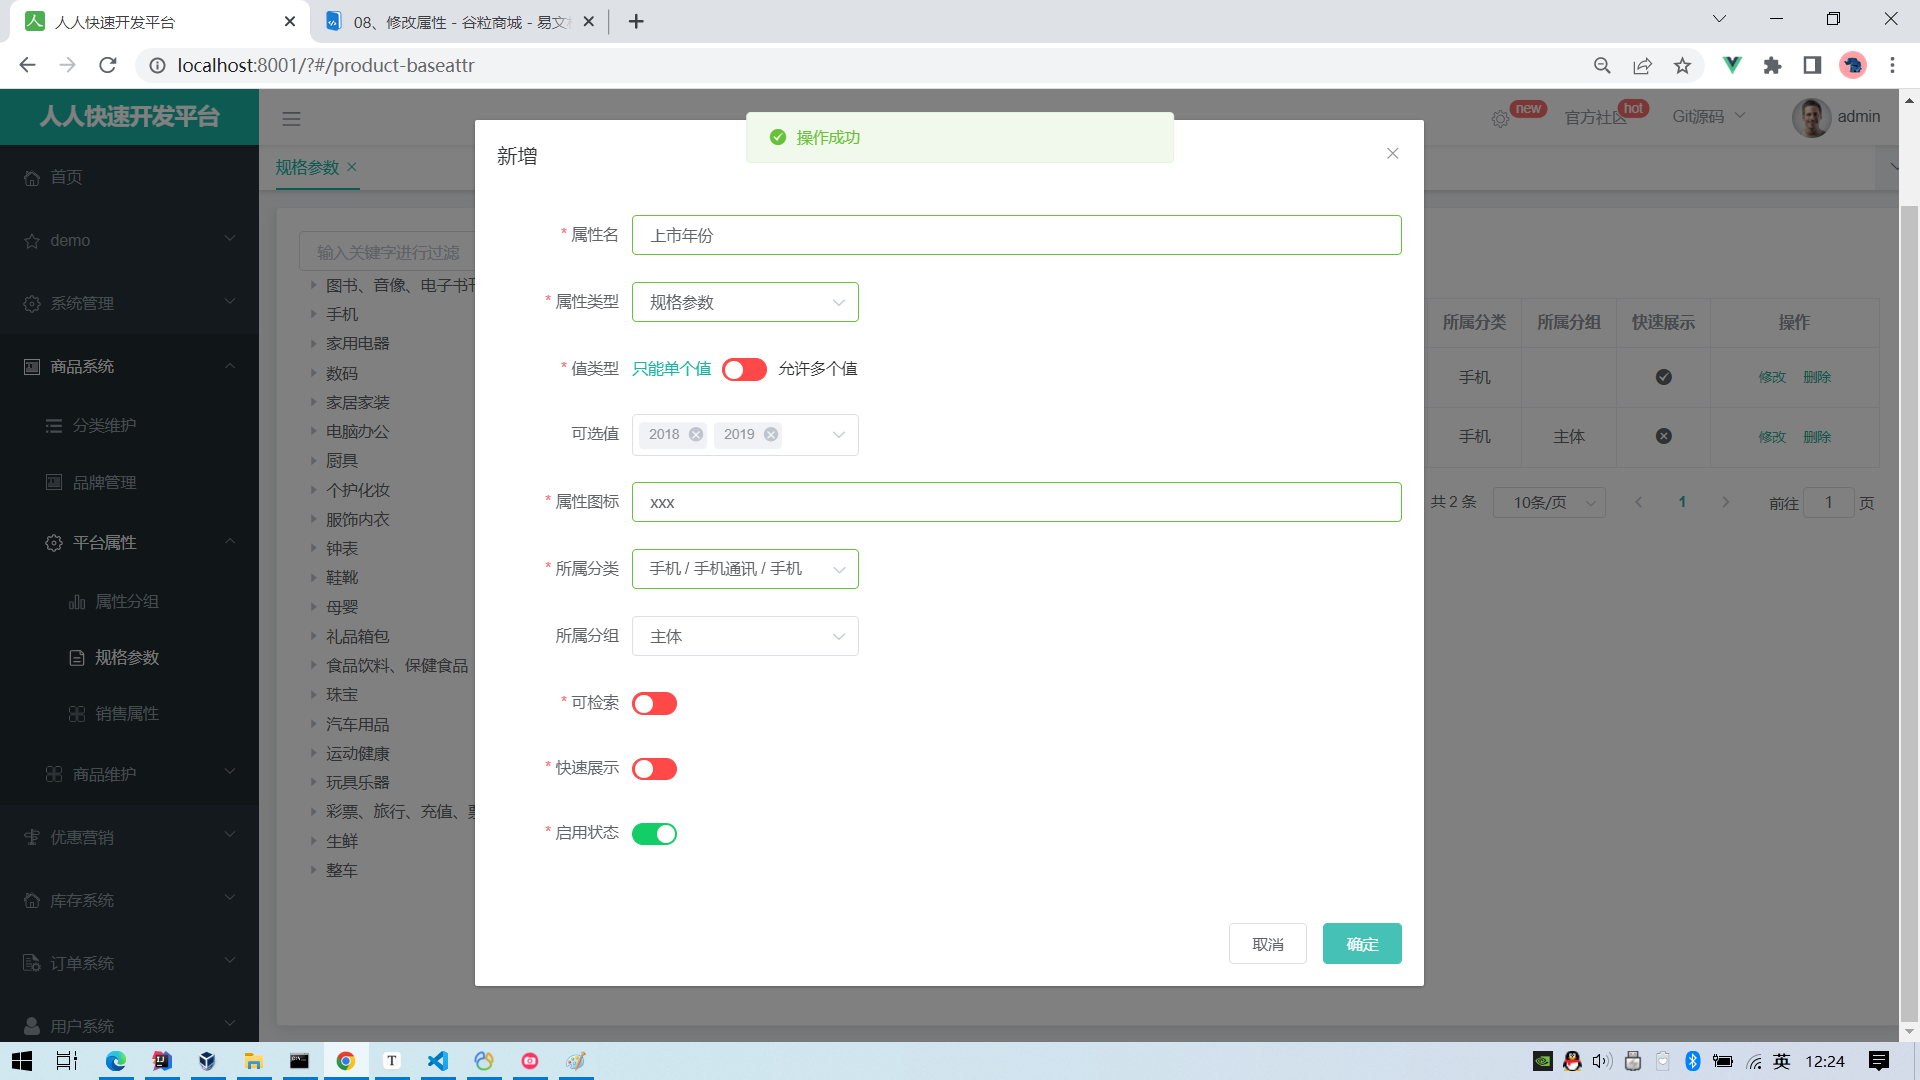 人人快速开发平台
08、修改属性 - 谷粒商城 - 易文
localhost:8001/?#/product-baseattr
人人快速开发平台
new
官方社区
hot
Git源码
admin
首页
demo
系统管理
商品系统
分类维护
品牌管理
平台属性
属性分组
规格参数
销售属性
商品维护
优惠营销
库存系统
订单系统
用户系统
规格参数
输入关键字进行过滤
图书、音像、电子书刊
手机
家用电器
数码
家居家装
电脑办公
厨具
个护化妆
服饰内衣
钟表
鞋靴
母婴
礼品箱包
食品饮料、保健食品
珠宝
汽车用品
运动健康
玩具乐器
彩票、旅行、充值、
生鲜
整车
操作成功
新增
* 属性名 上市年份
* 属性类型 规格参数
* 值类型 只能单个值 允许多个值
可选值 2018 2019
* 属性图标 xxx
* 所属分类 手机 / 手机通讯 / 手机
所属分组 主体
* 可检索
* 快速展示
* 启用状态
取消 确定
所属分类 所属分组 快速展示 操作
手机 修改 删除
手机 主体 修改 删除
共 2 条 10条/页 1 前往 1 页
英 12:24